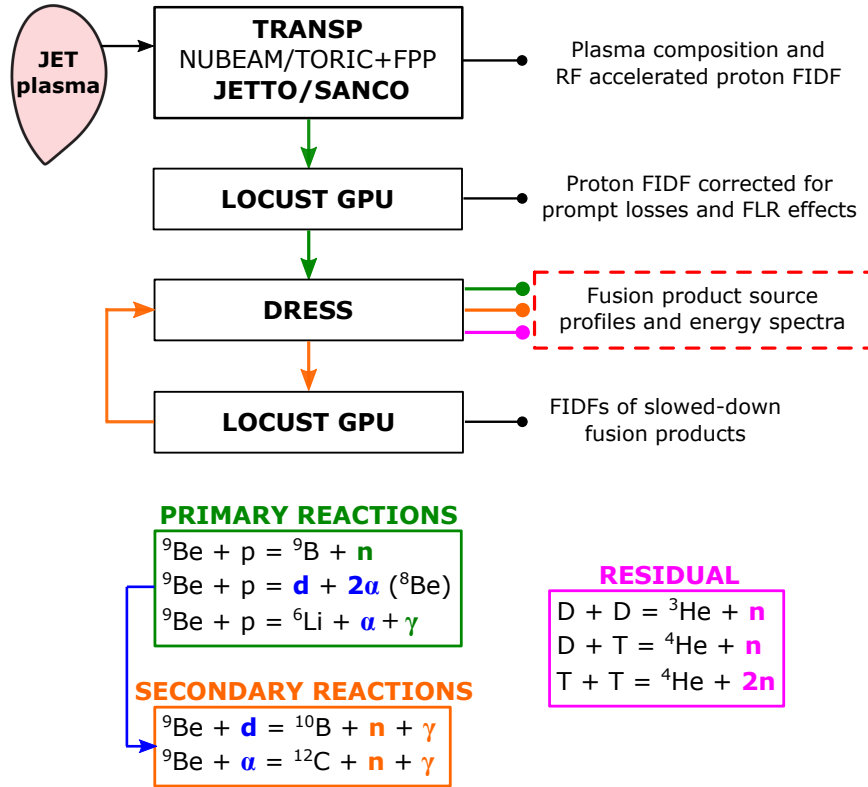 JET
plasma
TRANSP
NUBEAM/TORIC+FPP
JETTO/SANCO
Plasma composition and
RF accelerated proton FIDF
LOCUST GPU
Proton FIDF corrected for
prompt losses and FLR effects
DRESS
Fusion product source
profiles and energy spectra
LOCUST GPU
FIDFs of slowed-down
fusion products
PRIMARY REACTIONS
⁹Be + p = ⁹B + n
⁹Be + p = d + 2α (⁸Be)
⁹Be + p = ⁶Li + α + γ
SECONDARY REACTIONS
⁹Be + d = ¹⁰B + n + γ
⁹Be + α = ¹²C + n + γ
RESIDUAL
D + D = ³He + n
D + T = ⁴He + n
T + T = ⁴He + 2n